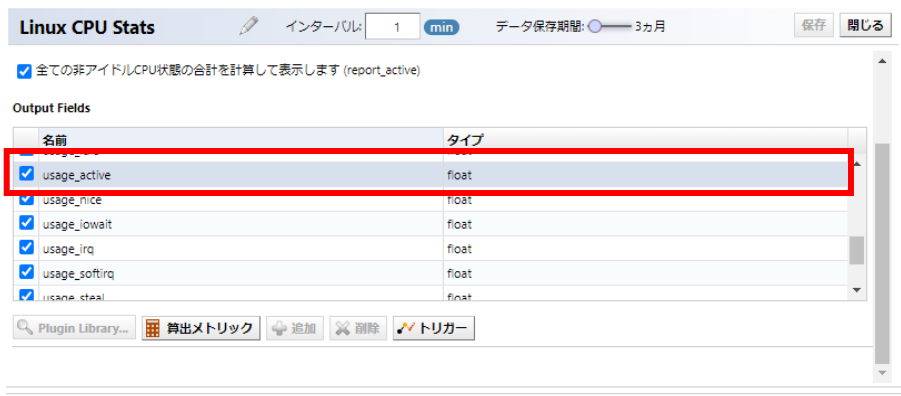 Linux CPU Stats
インターバル: 1 min
データ保存期間: 3ヵ月
保存 閉じる
全ての非アイドルCPU状態の合計を計算して表示します (report_active)
Output Fields
名前 タイプ
usage_active float
usage_nice float
usage_iowait float
usage_irq float
usage_softirq float
usage_steal float
Plugin Library... 算出メトリック 追加 削除 トリガー